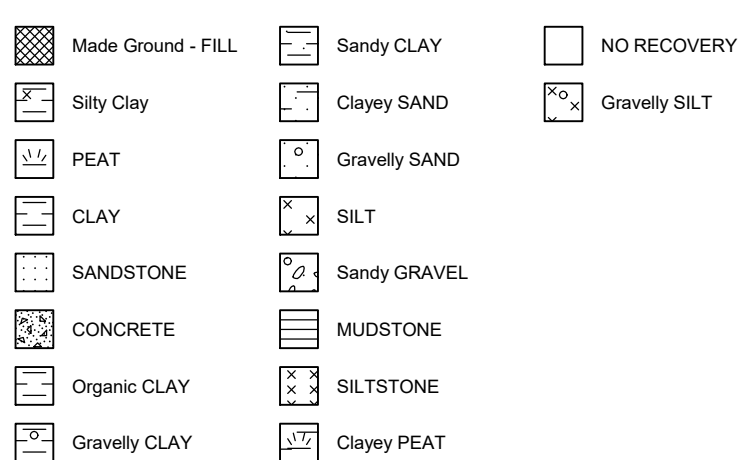 Made Ground - FILL
Silty Clay
PEAT
CLAY
SANDSTONE
CONCRETE
Organic CLAY
Gravelly CLAY
Sandy CLAY
Clayey SAND
Gravelly SAND
SILT
Sandy GRAVEL
MUDSTONE
SILTSTONE
Clayey PEAT
NO RECOVERY
Gravelly SILT